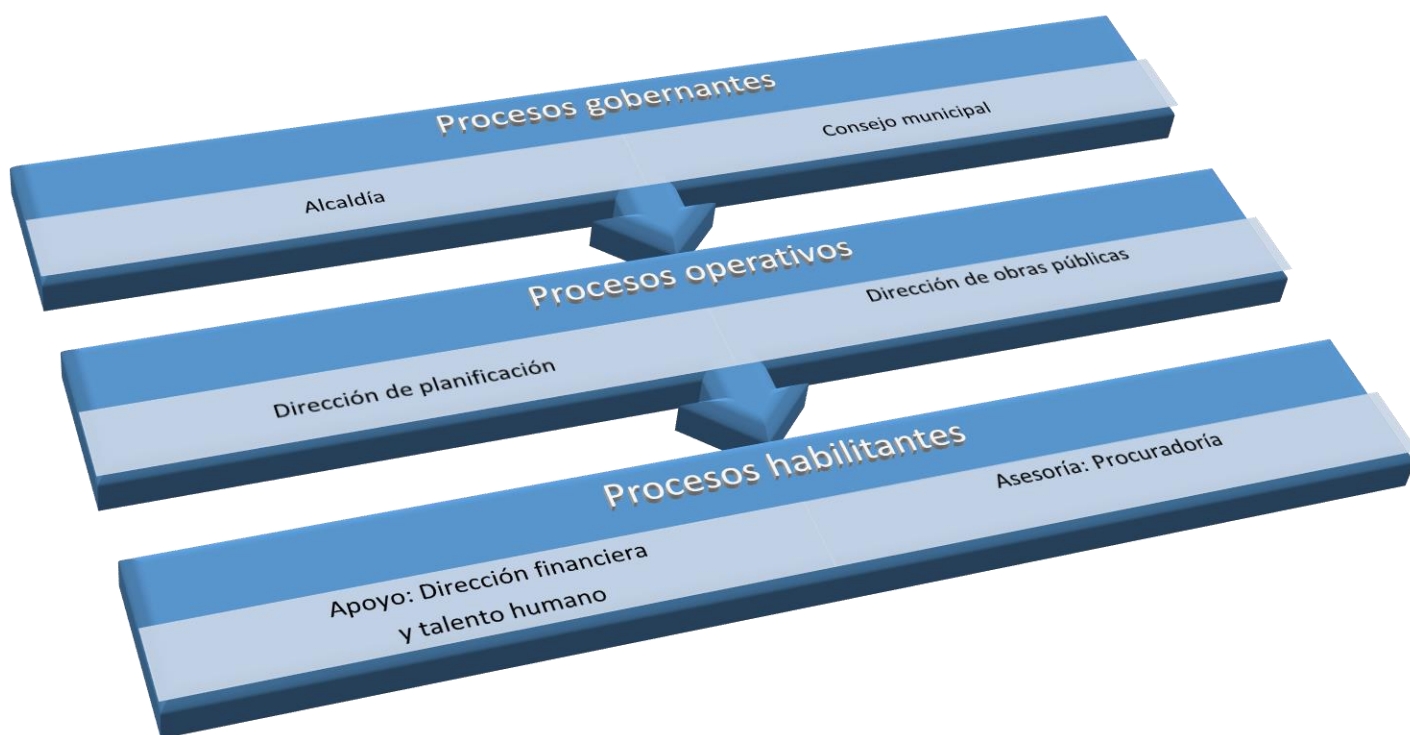 Procesos gobernantes
Alcaldía
Consejo municipal
Procesos operativos
Dirección de planificación
Dirección de obras públicas
Procesos habilitantes
Apoyo: Dirección financiera
y talento humano
Asesoría: Procuradoría